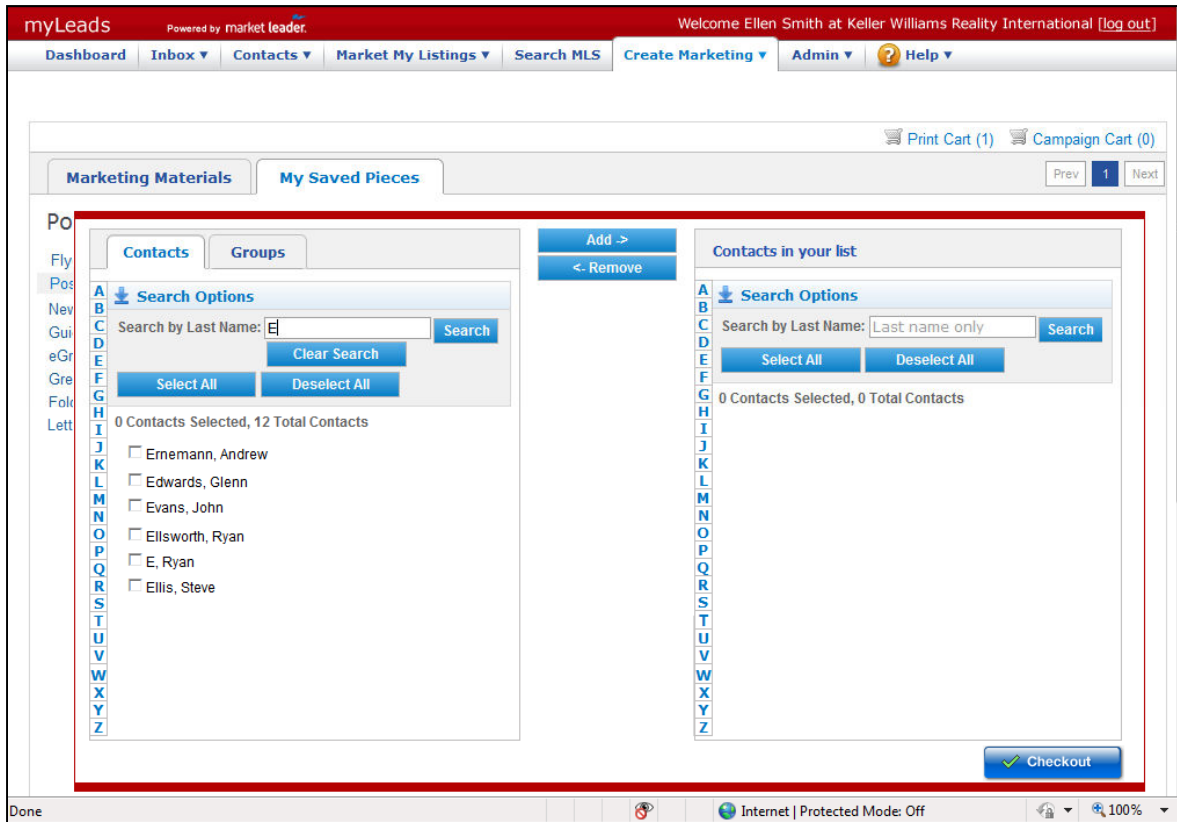 myLeads Powered by market leader. Welcome Ellen Smith at Keller Williams Reality International [log out]
Dashboard Inbox ▼ Contacts ▼ Market My Listings ▼ Search MLS Create Marketing ▼ Admin ▼ ? Help ▼
Print Cart (1) Campaign Cart (0)
Marketing Materials My Saved Pieces Prev 1 Next
Po
Fly
Pos
New
Gui
eGr
Gre
Fold
Lett
Contacts Groups
A
B
C
D
E
F
G
H
I
J
K
L
M
N
O
P
Q
R
S
T
U
V
W
X
Y
Z
Search Options
Search by Last Name: E Search
Clear Search
Select All Deselect All
0 Contacts Selected, 12 Total Contacts
Ernemann, Andrew
Edwards, Glenn
Evans, John
Ellsworth, Ryan
E, Ryan
Ellis, Steve
Add ->
<- Remove
Contacts in your list
A
B
C
D
E
F
G
H
I
J
K
L
M
N
O
P
Q
R
S
T
U
V
W
X
Y
Z
Search Options
Search by Last Name: Last name only Search
Select All Deselect All
0 Contacts Selected, 0 Total Contacts
Checkout
Done Internet | Protected Mode: Off 100%